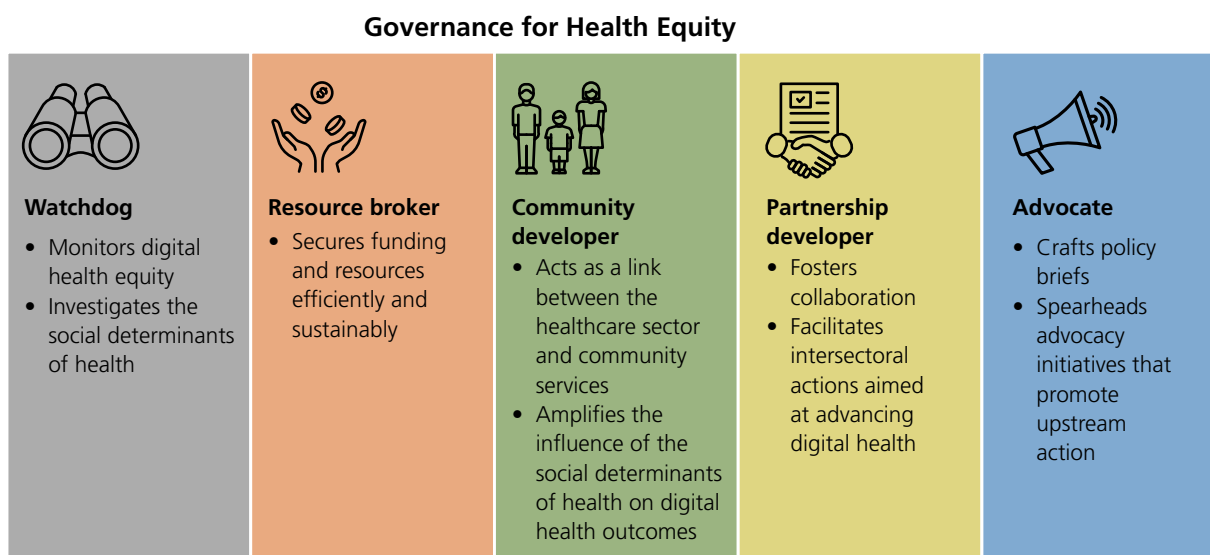 Governance for Health Equity
Watchdog
• Monitors digital
health equity
• Investigates the
social determinants
of health
Resource broker
• Secures funding
and resources
efficiently and
sustainably
Community
developer
• Acts as a link
between the
healthcare sector
and community
services
• Amplifies the
influence of the
social determinants
of health on digital
health outcomes
Partnership
developer
• Fosters
collaboration
• Facilitates
intersectoral
actions aimed
at advancing
digital health
Advocate
• Crafts policy
briefs
• Spearheads
advocacy
initiatives that
promote
upstream
action